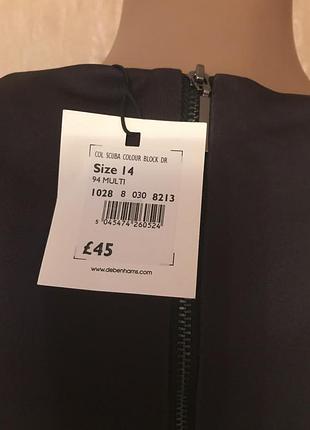 COL SCUBA COLOUR BLOCK DR
Size 14
94 MULTI
1028 8 030 8213
5 045474 260524
£45
www.debenhams.com